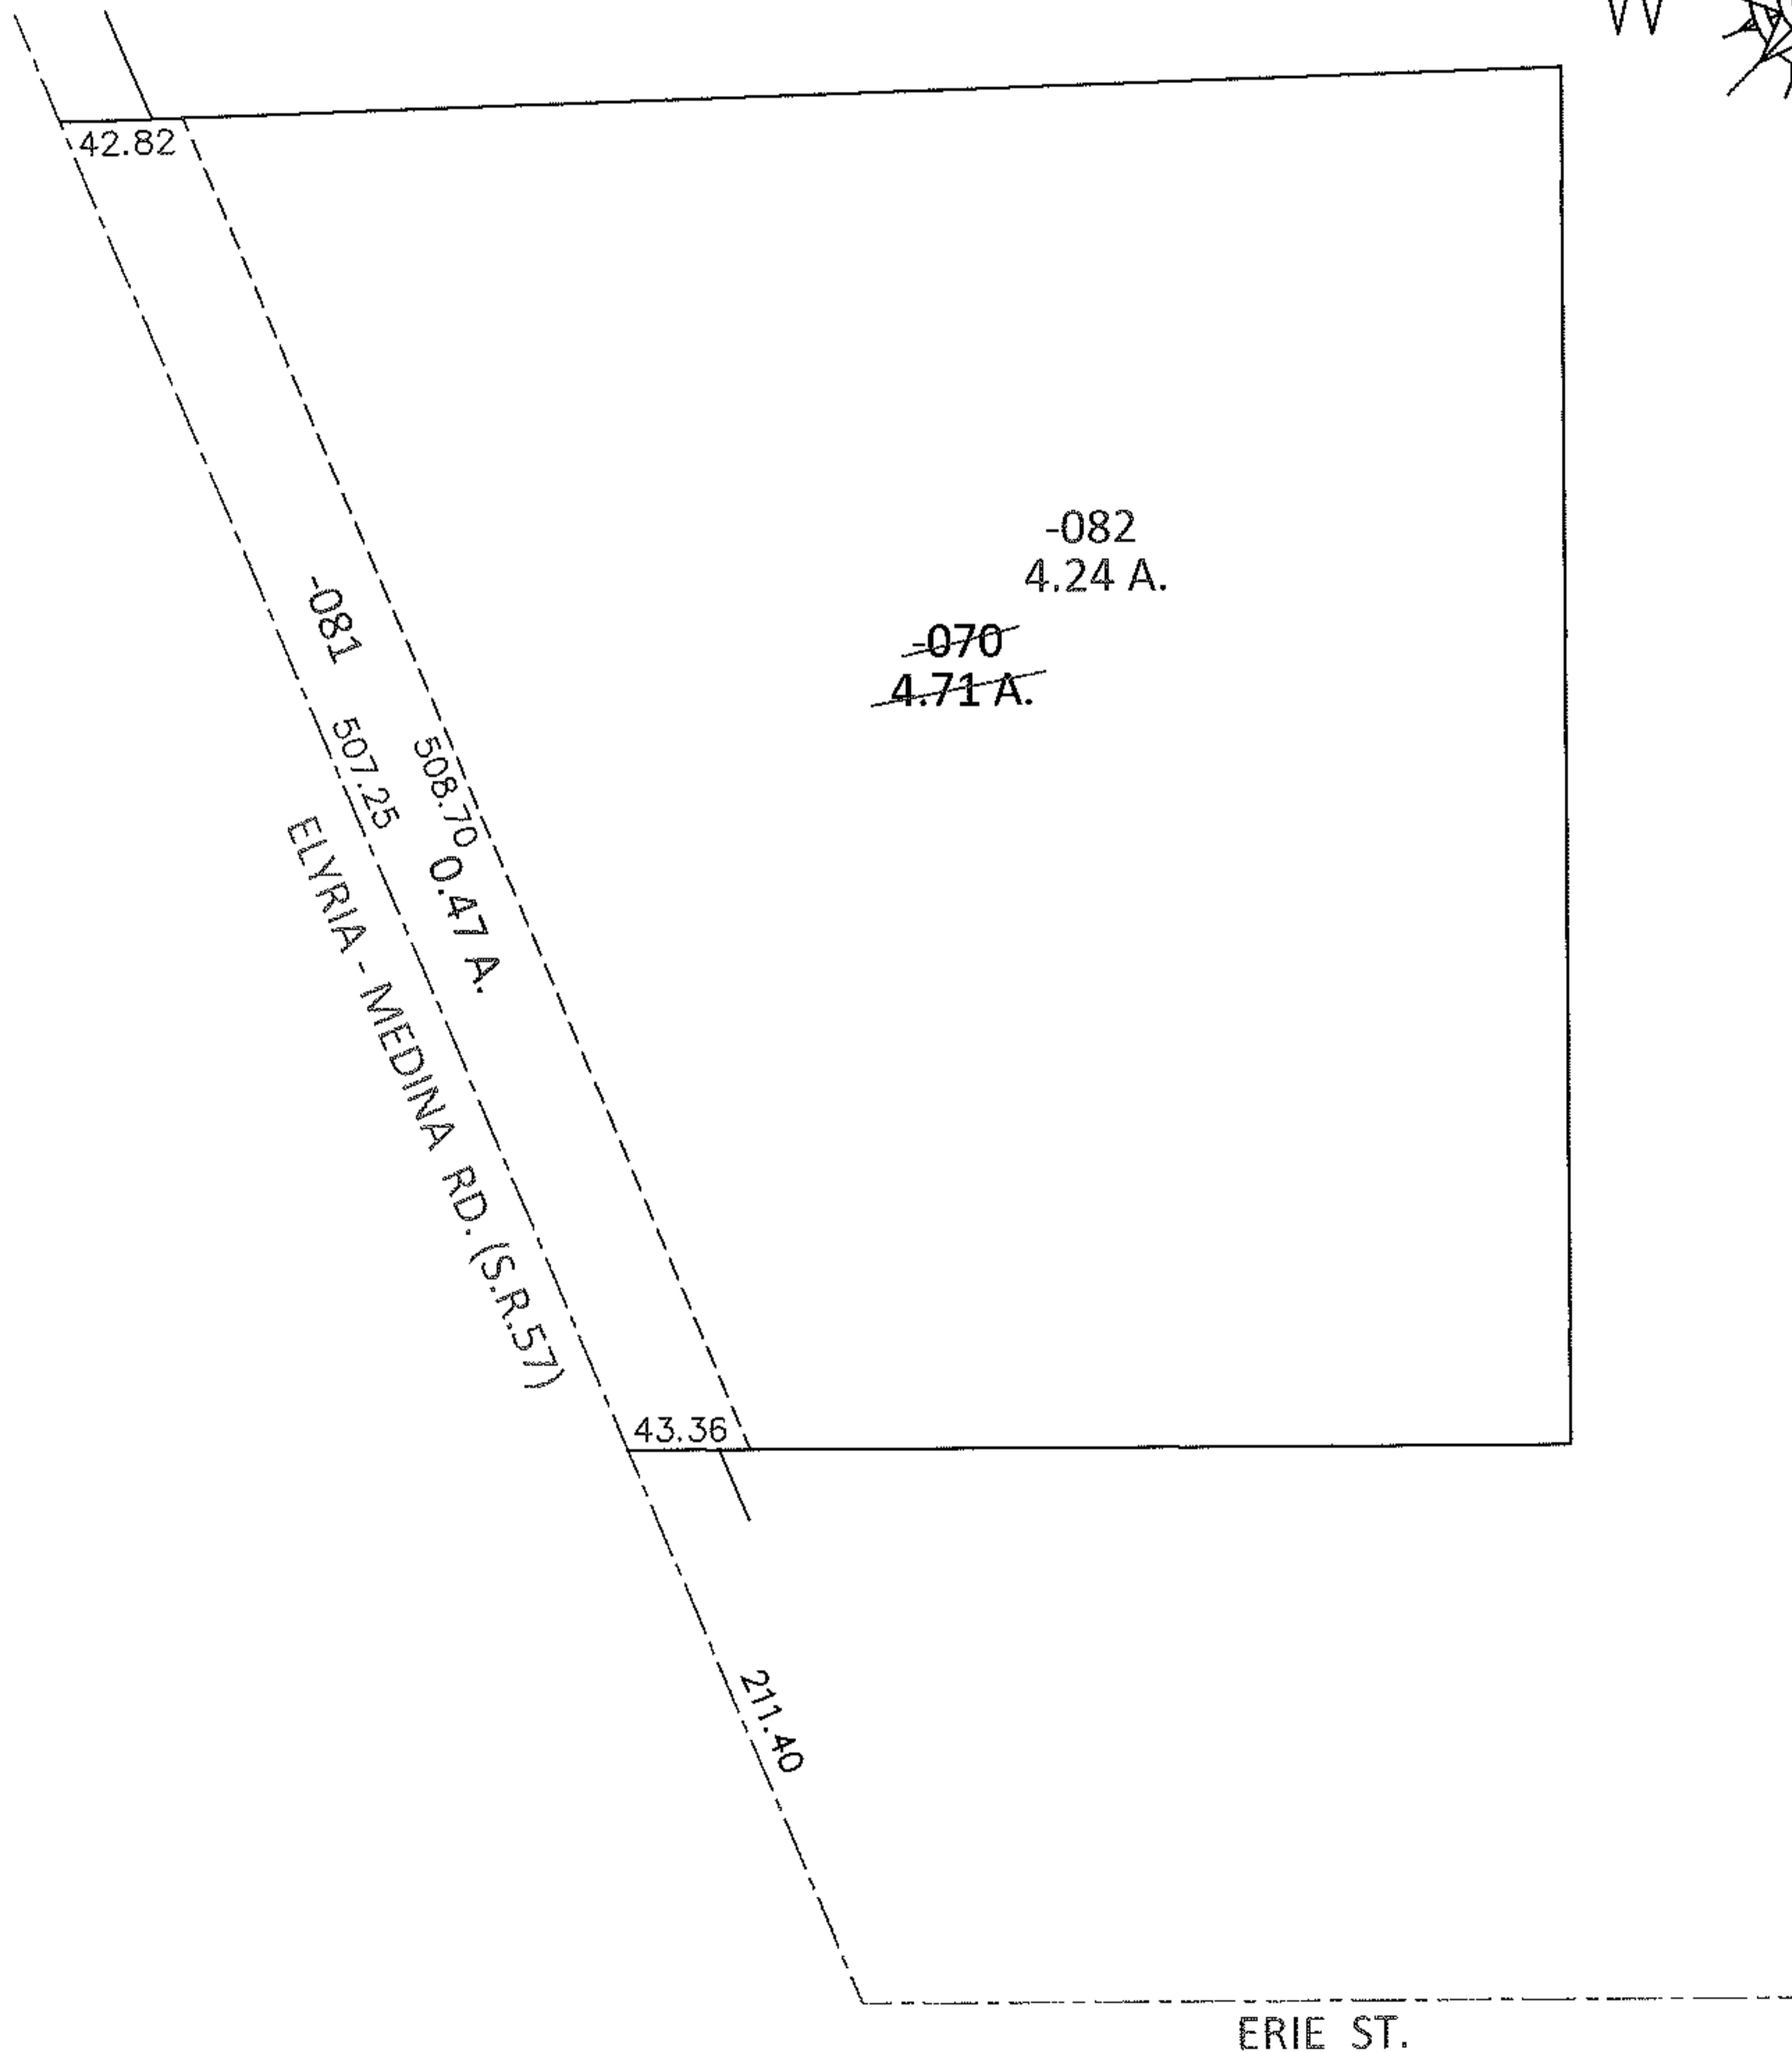 W
42.82
-082
4.24 A.
-070
4.71 A.
-081
507.25
508.70
0.47 A.
ELYRIA - MEDINA RD. (S.R.57)
43.36
211.40
ERIE ST.